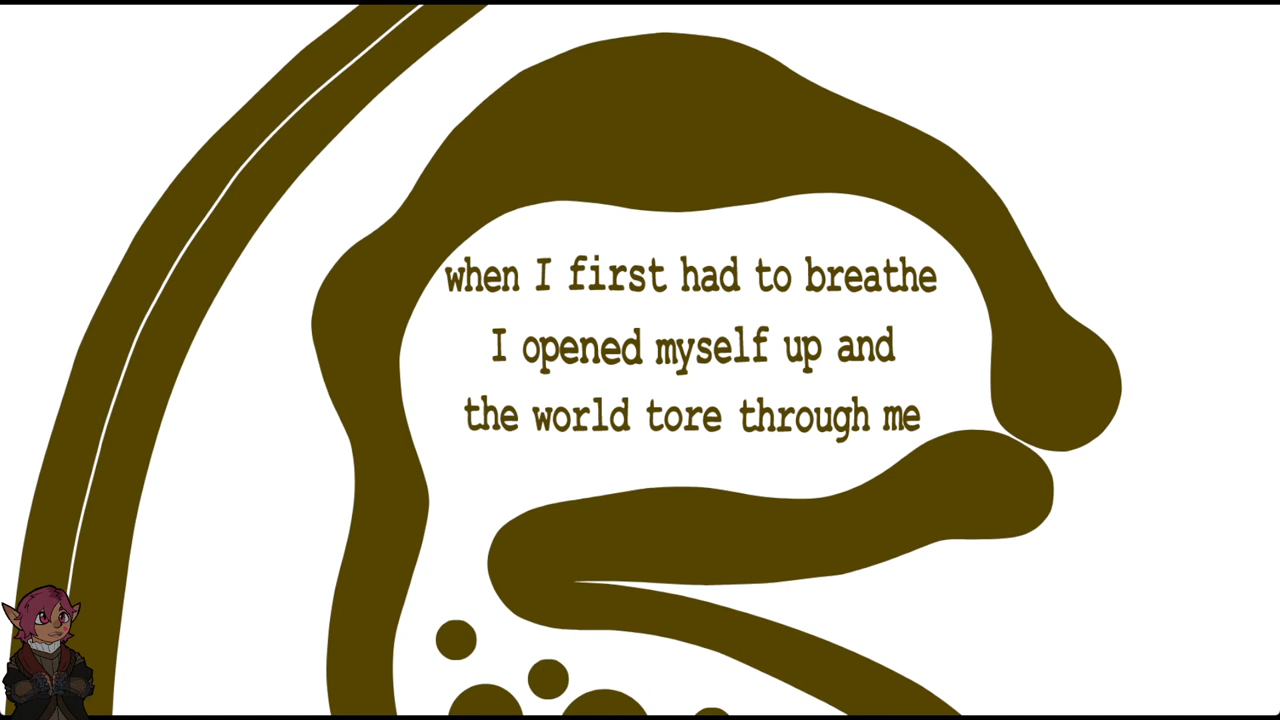 when I first had to breathe
I opened myself up and
the world tore through me